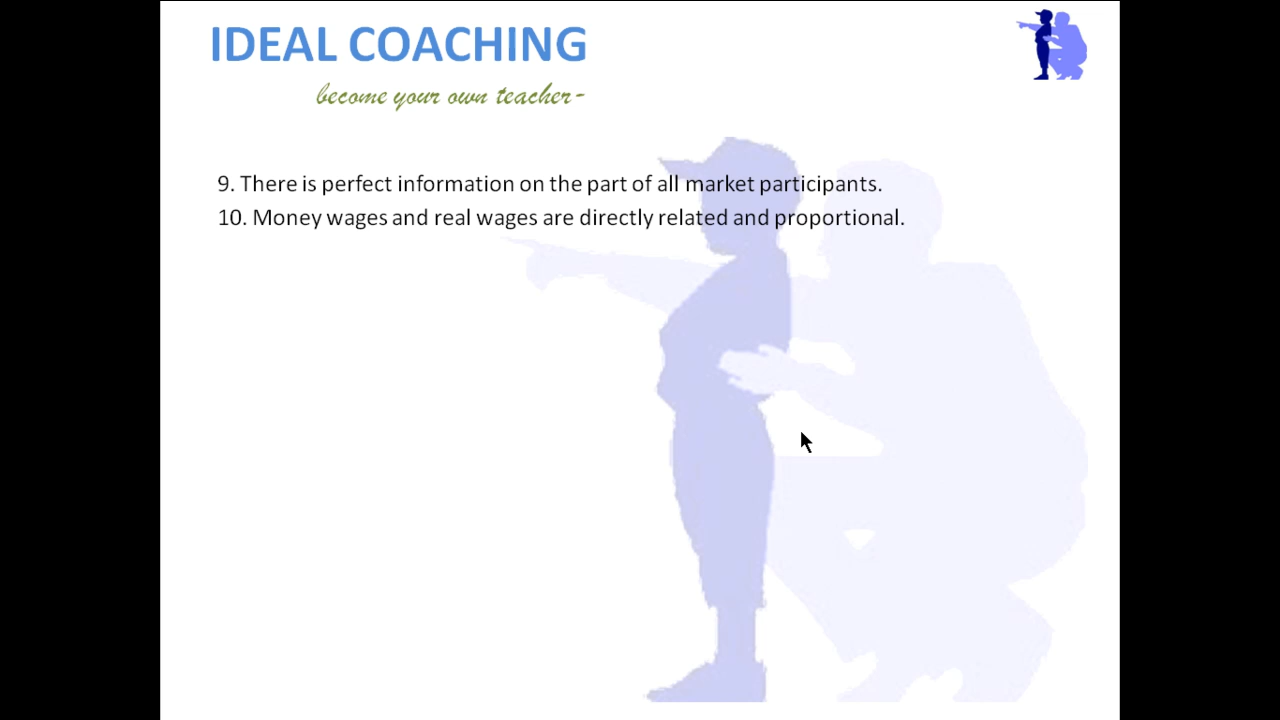 IDEAL COACHING
become your own teacher-
9. There is perfect information on the part of all market participants.
10. Money wages and real wages are directly related and proportional.